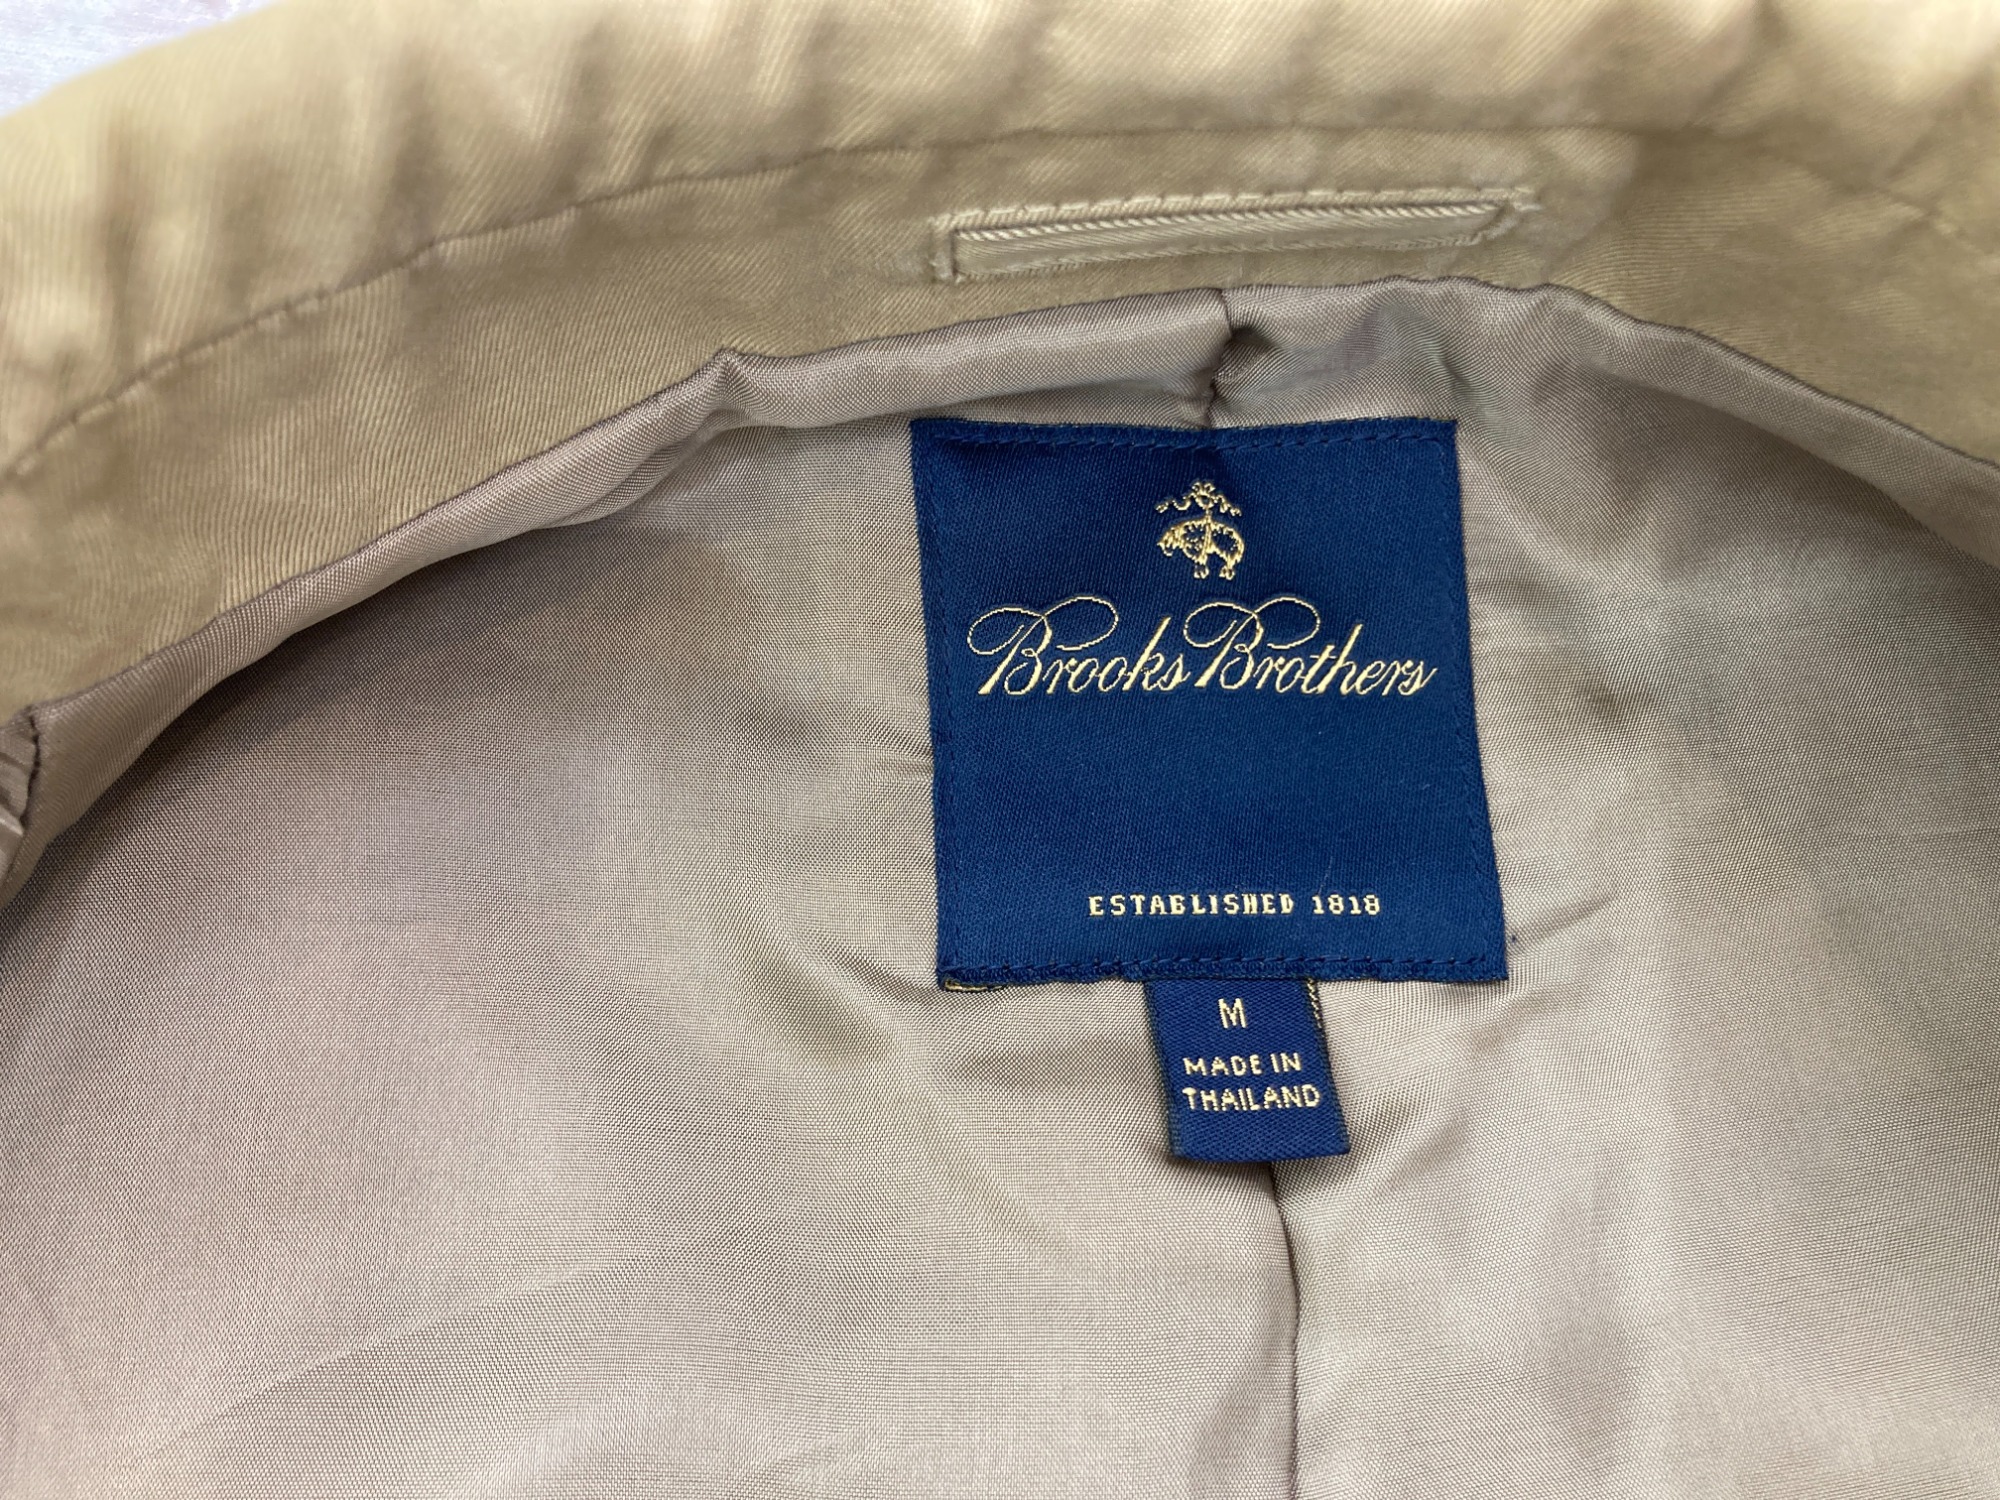 Brooks Brothers
ESTABLISHED 1818
M
MADE IN
THAILAND